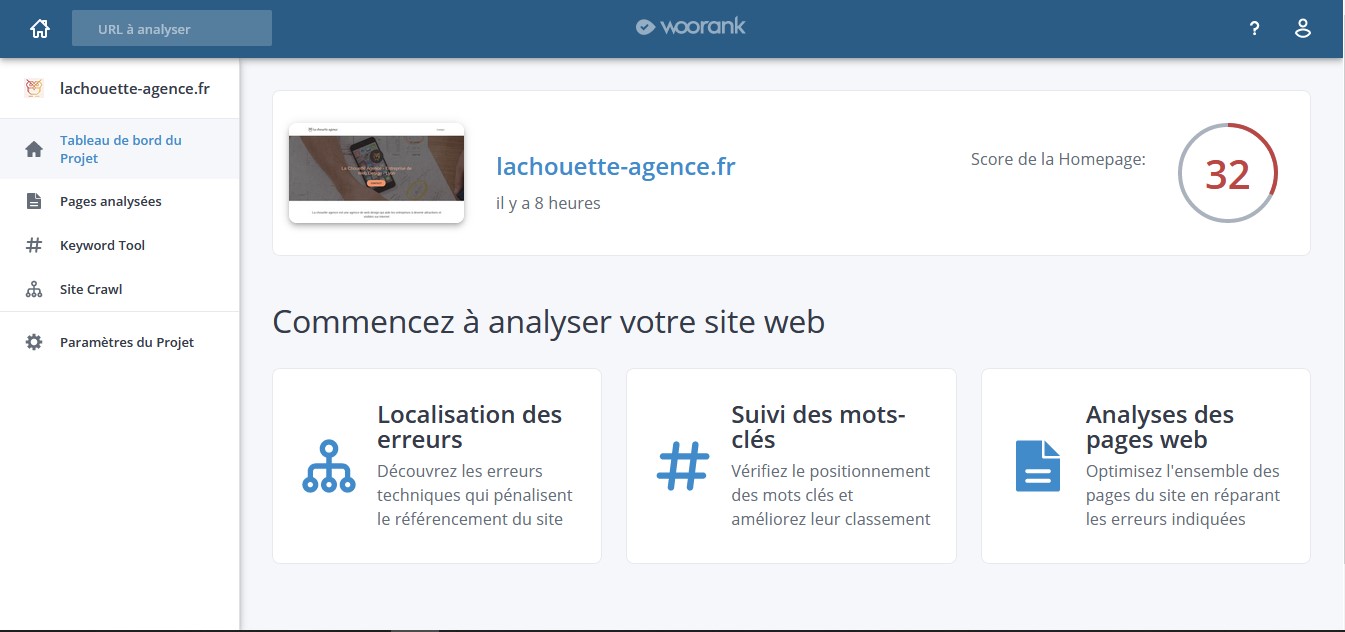 URL à analyser
woorank
?
lachouette-agence.fr
Tableau de bord du
Projet
Pages analysées
Keyword Tool
Site Crawl
Paramètres du Projet
lachouette-agence.fr
il y a 8 heures
Score de la Homepage:
32
Commencez à analyser votre site web
Localisation des
erreurs
Découvrez les erreurs
techniques qui pénalisent
le référencement du site
Suivi des mots-
clés
Vérifiez le positionnement
des mots clés et
améliorez leur classement
Analyses des
pages web
Optimisez l'ensemble des
pages du site en réparant
les erreurs indiquées